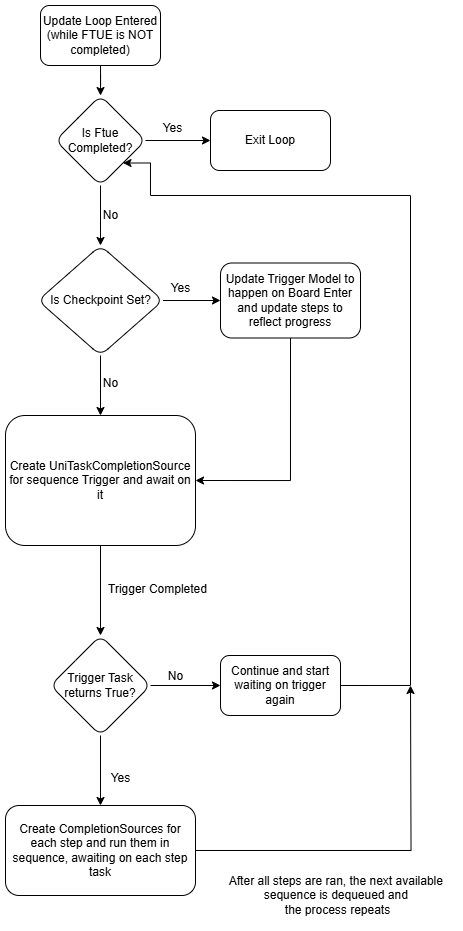 Update Loop Entered
(while FTUE is NOT
completed)
Is Ftue
Completed?
Yes
Exit Loop
No
Is Checkpoint Set?
Yes
Update Trigger Model to
happen on Board Enter
and update steps to
reflect progress
No
Create UniTaskCompletionSource
for sequence Trigger and await on
it
Trigger Completed
Trigger Task
returns True?
No
Continue and start
waiting on trigger
again
Yes
Create CompletionSources for
each step and run them in
sequence, awaiting on each step
task
After all steps are ran, the next available
sequence is dequeued and
the process repeats